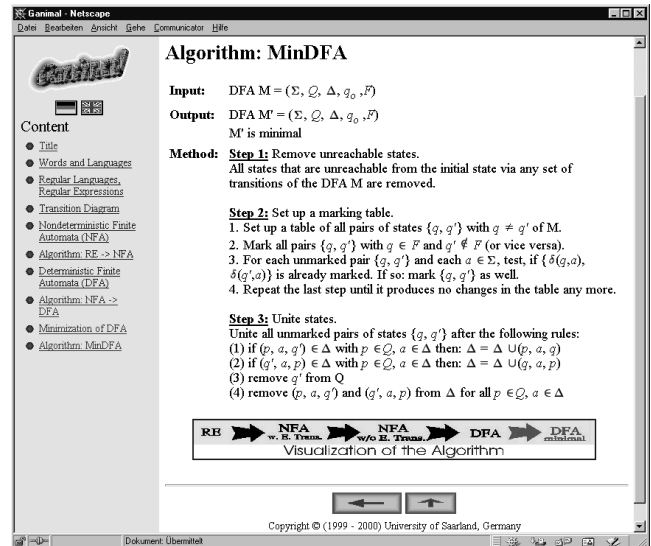 Ganimal - Netscape
Datei Bearbeiten Ansicht Gehe Communicator Hilfe
Ganimal
Content
Title
Words and Languages
Regular Languages,
Regular Expressions
Transition Diagram
Nondeterministic Finite
Automata (NFA)
Algorithm: RE -> NFA
Deterministic Finite
Automata (DFA)
Algorithm: NFA ->
DFA
Minimization of DFA
Algorithm: MinDFA
Algorithm: MinDFA
Input: DFA M = (Σ, Q, Δ, q₀ ,F)
Output: DFA M' = (Σ, Q, Δ, q₀ ,F)
M' is minimal
Method: Step 1: Remove unreachable states.
All states that are unreachable from the initial state via any set of
transitions of the DFA M are removed.
Step 2: Set up a marking table.
1. Set up a table of all pairs of states {q, q'} with q ≠ q' of M.
2. Mark all pairs {q, q'} with q ∈ F and q' ∉ F (or vice versa).
3. For each unmarked pair {q, q'} and each a ∈ Σ, test, if {δ(q,a),
δ(q',a)} is already marked. If so: mark {q, q'} as well.
4. Repeat the last step until it produces no changes in the table any more.
Step 3: Unite states.
Unite all unmarked pairs of states {q, q'} after the following rules:
(1) if (p, a, q') ∈ Δ with p ∈ Q, a ∈ Δ then: Δ = Δ ∪(p, a, q)
(2) if (q', a, p) ∈ Δ with p ∈ Q, a ∈ Δ then: Δ = Δ ∪(q, a, p)
(3) remove q' from Q
(4) remove (p, a, q') and (q', a, p) from Δ for all p ∈ Q, a ∈ Δ
RE NFA w. E. Trans. NFA w/o E. Trans. DFA DFA minimal
Visualization of the Algorithm
Copyright © (1999 - 2000) University of Saarland, Germany
Dokument: Übermittelt